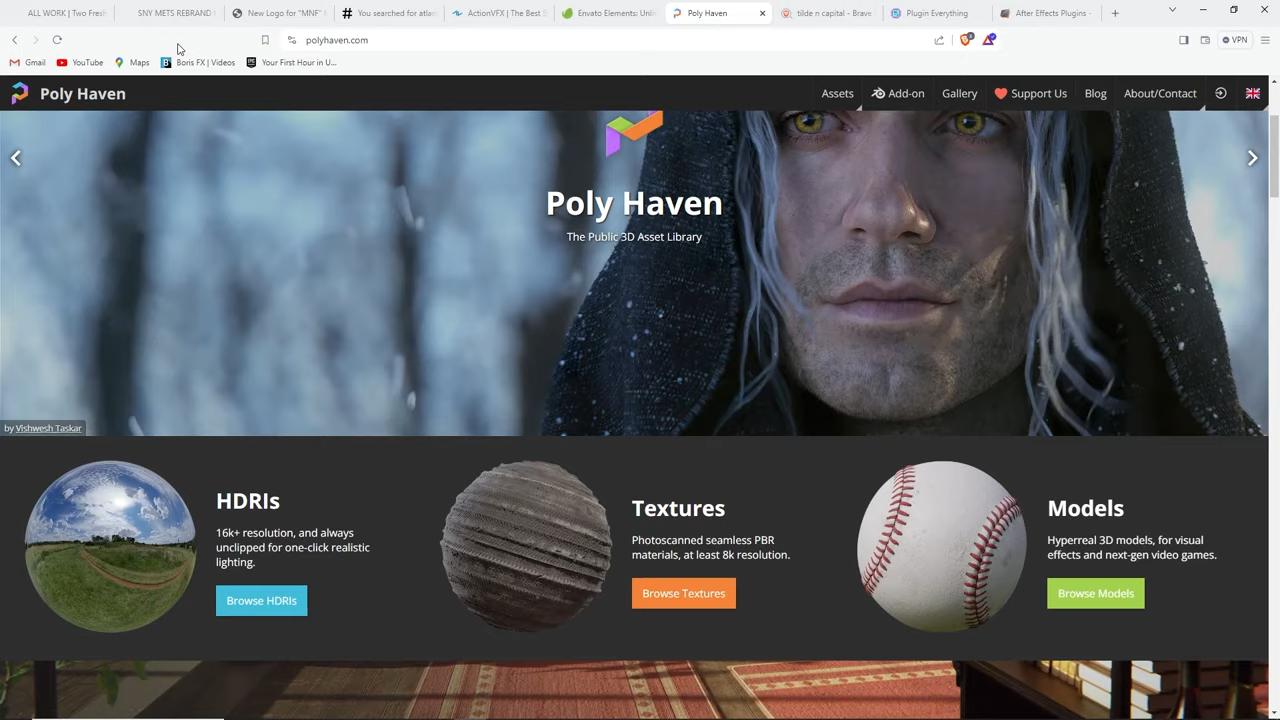 ALL WORK | Two Fresh
SNY METS REBRAND
New Logo for "MNF"
You searched for atlan
ActionVFX | The Best S
Envato Elements: Unlim
Poly Haven
tilde n capital - Brave
Plugin Everything
After Effects Plugins -
polyhaven.com
VPN
Gmail
YouTube
Maps
Boris FX | Videos
Your First Hour in U...
Poly Haven
Assets
Add-on
Gallery
Support Us
Blog
About/Contact
Poly Haven
The Public 3D Asset Library
by Vishwesh Taskar
HDRIs
16k+ resolution, and always
unclipped for one-click realistic
lighting.
Browse HDRIs
Textures
Photoscanned seamless PBR
materials, at least 8k resolution.
Browse Textures
Models
Hyperreal 3D models, for visual
effects and next-gen video games.
Browse Models